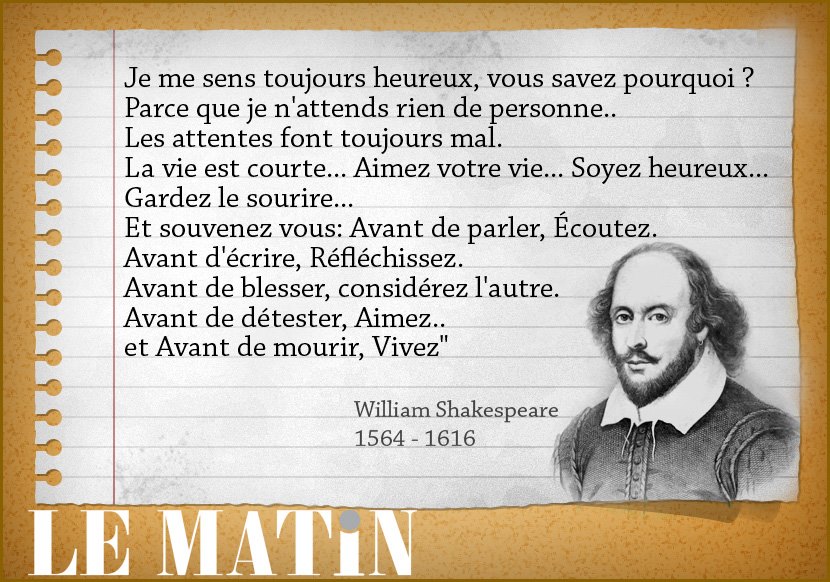 Je me sens toujours heureux, vous savez pourquoi ?
Parce que je n'attends rien de personne..
Les attentes font toujours mal.
La vie est courte... Aimez votre vie... Soyez heureux...
Gardez le sourire...
Et souvenez vous: Avant de parler, Écoutez.
Avant d'écrire, Réfléchissez.
Avant de blesser, considérez l'autre.
Avant de détester, Aimez..
et Avant de mourir, Vivez"
William Shakespeare
1564 - 1616
LE MATiN